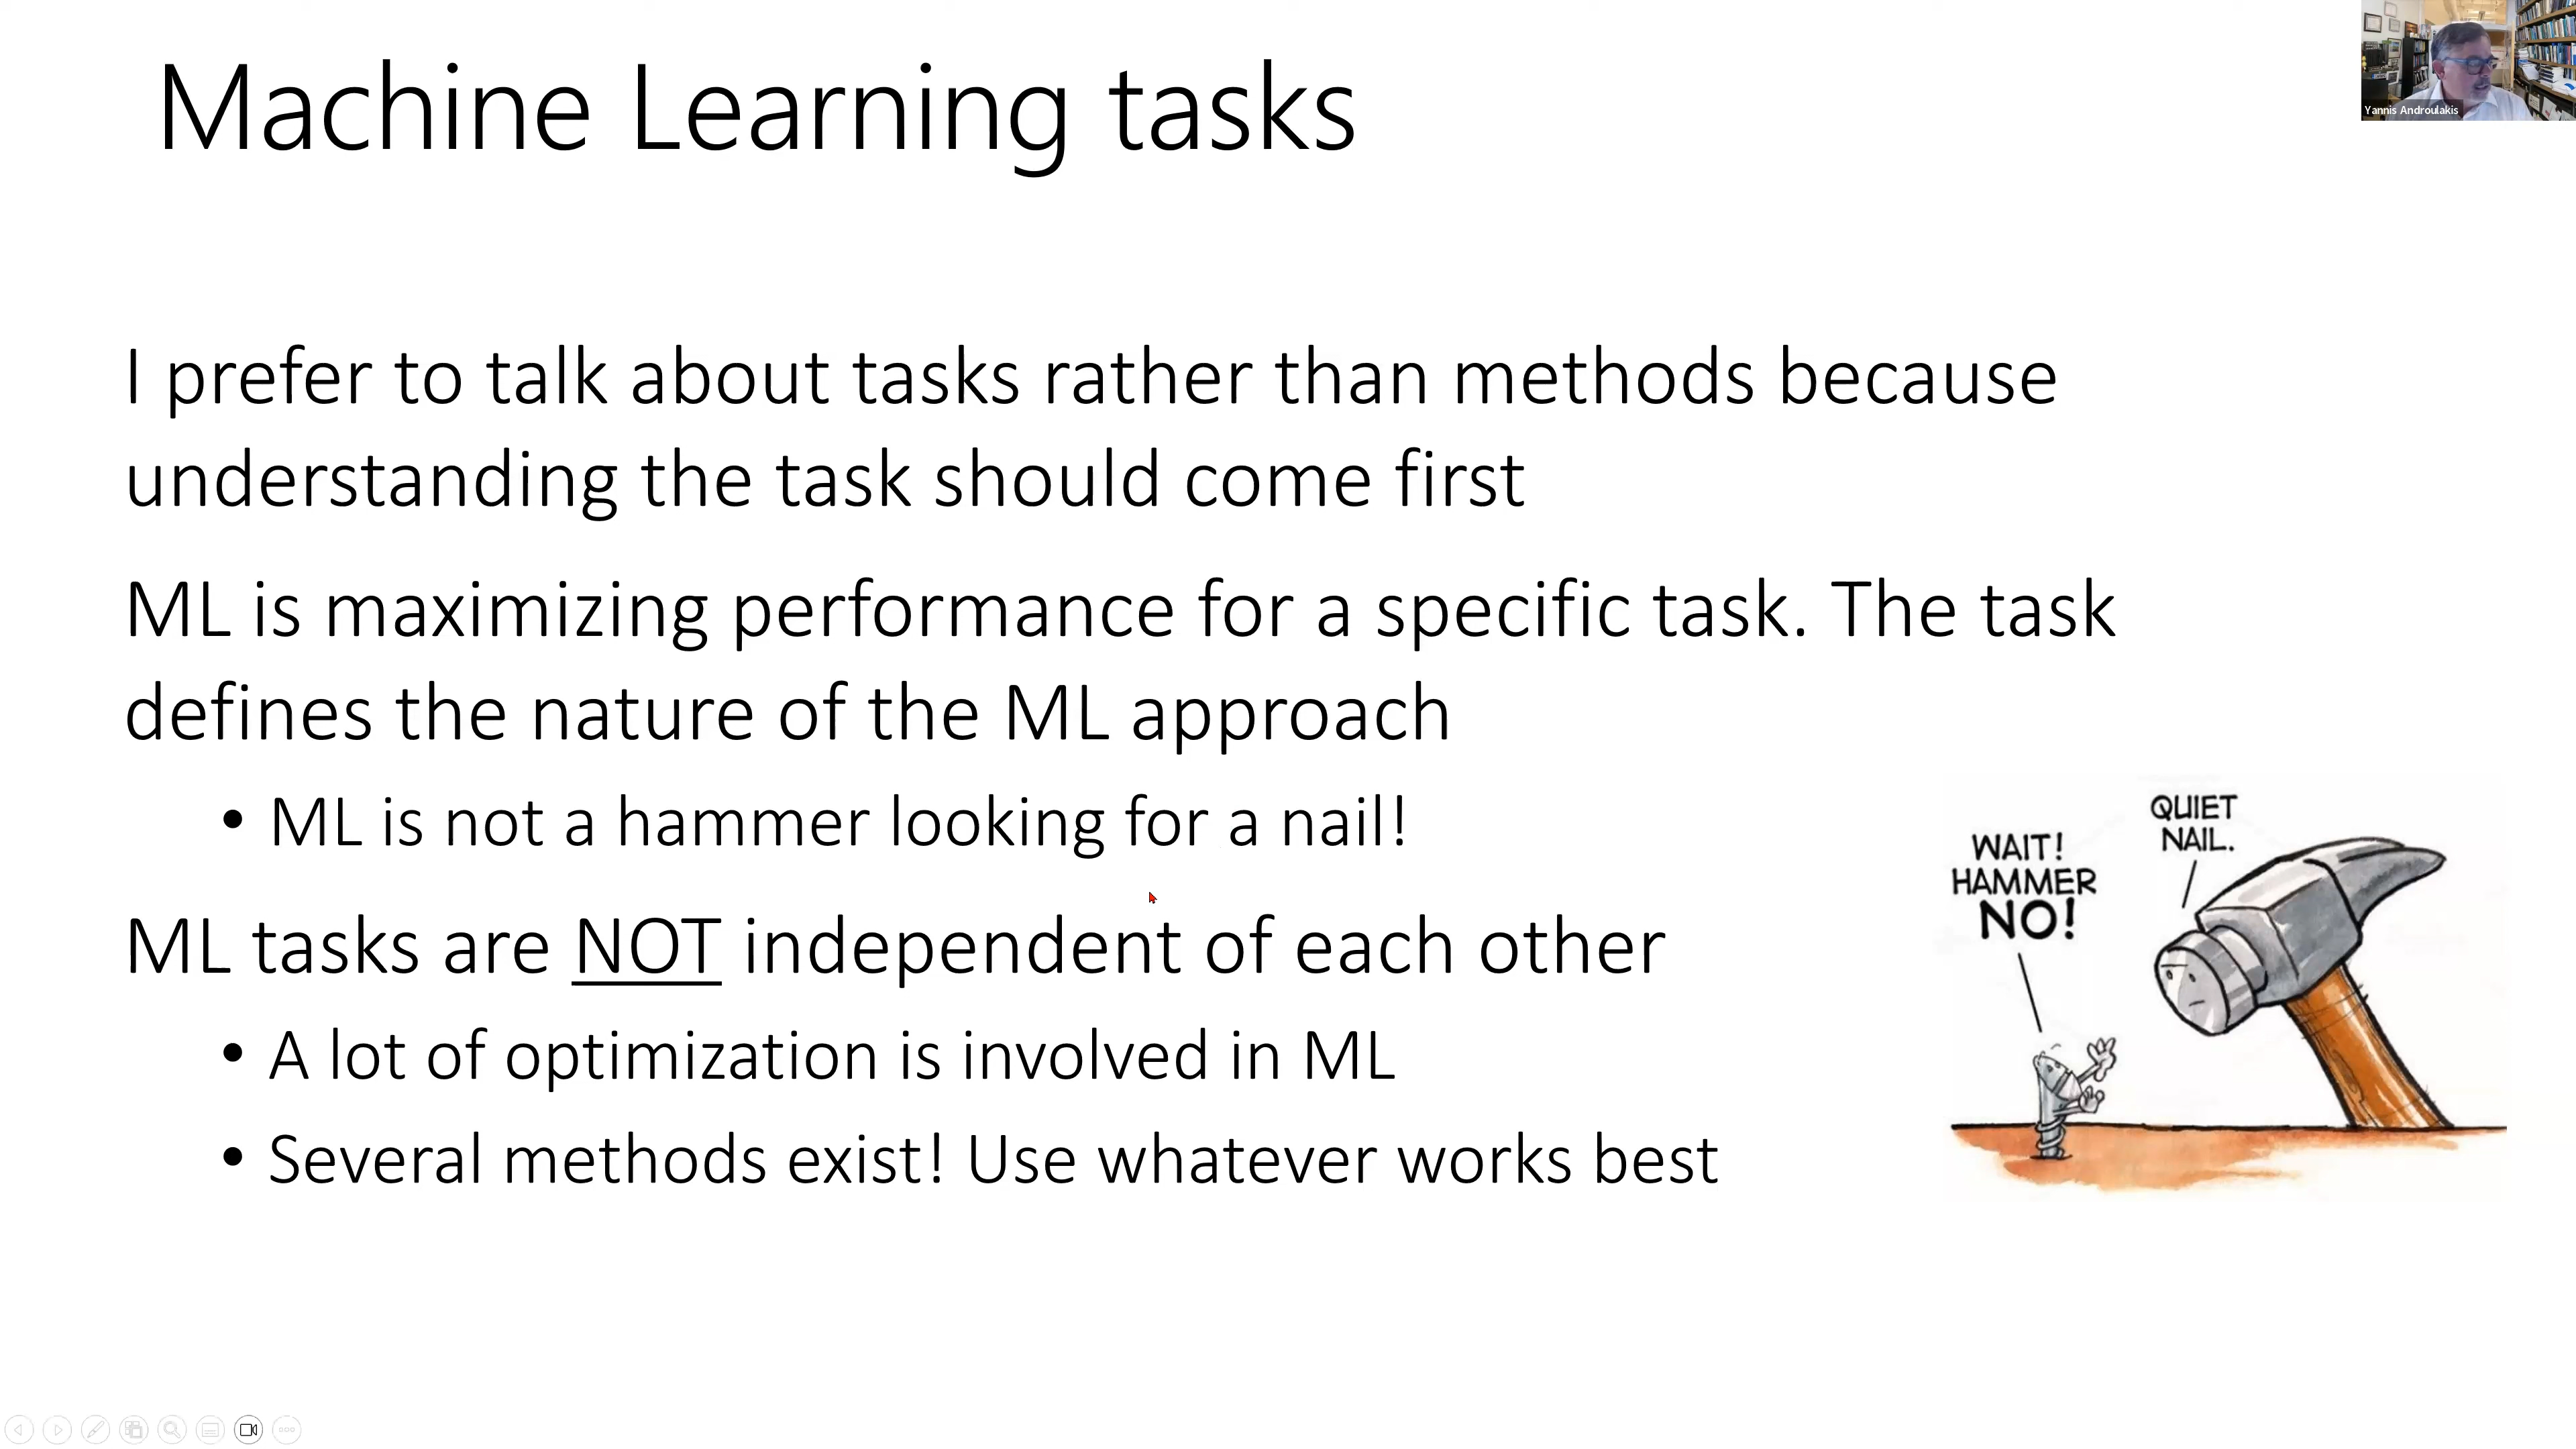 Machine Learning tasks
Yannis Androulakis
I prefer to talk about tasks rather than methods because
understanding the task should come first
ML is maximizing performance for a specific task. The task
defines the nature of the ML approach
• ML is not a hammer looking for a nail!
QUIET
NAIL.
WAIT!
HAMMER
NO!
ML tasks are NOT independent of each other
• A lot of optimization is involved in ML
• Several methods exist! Use whatever works best